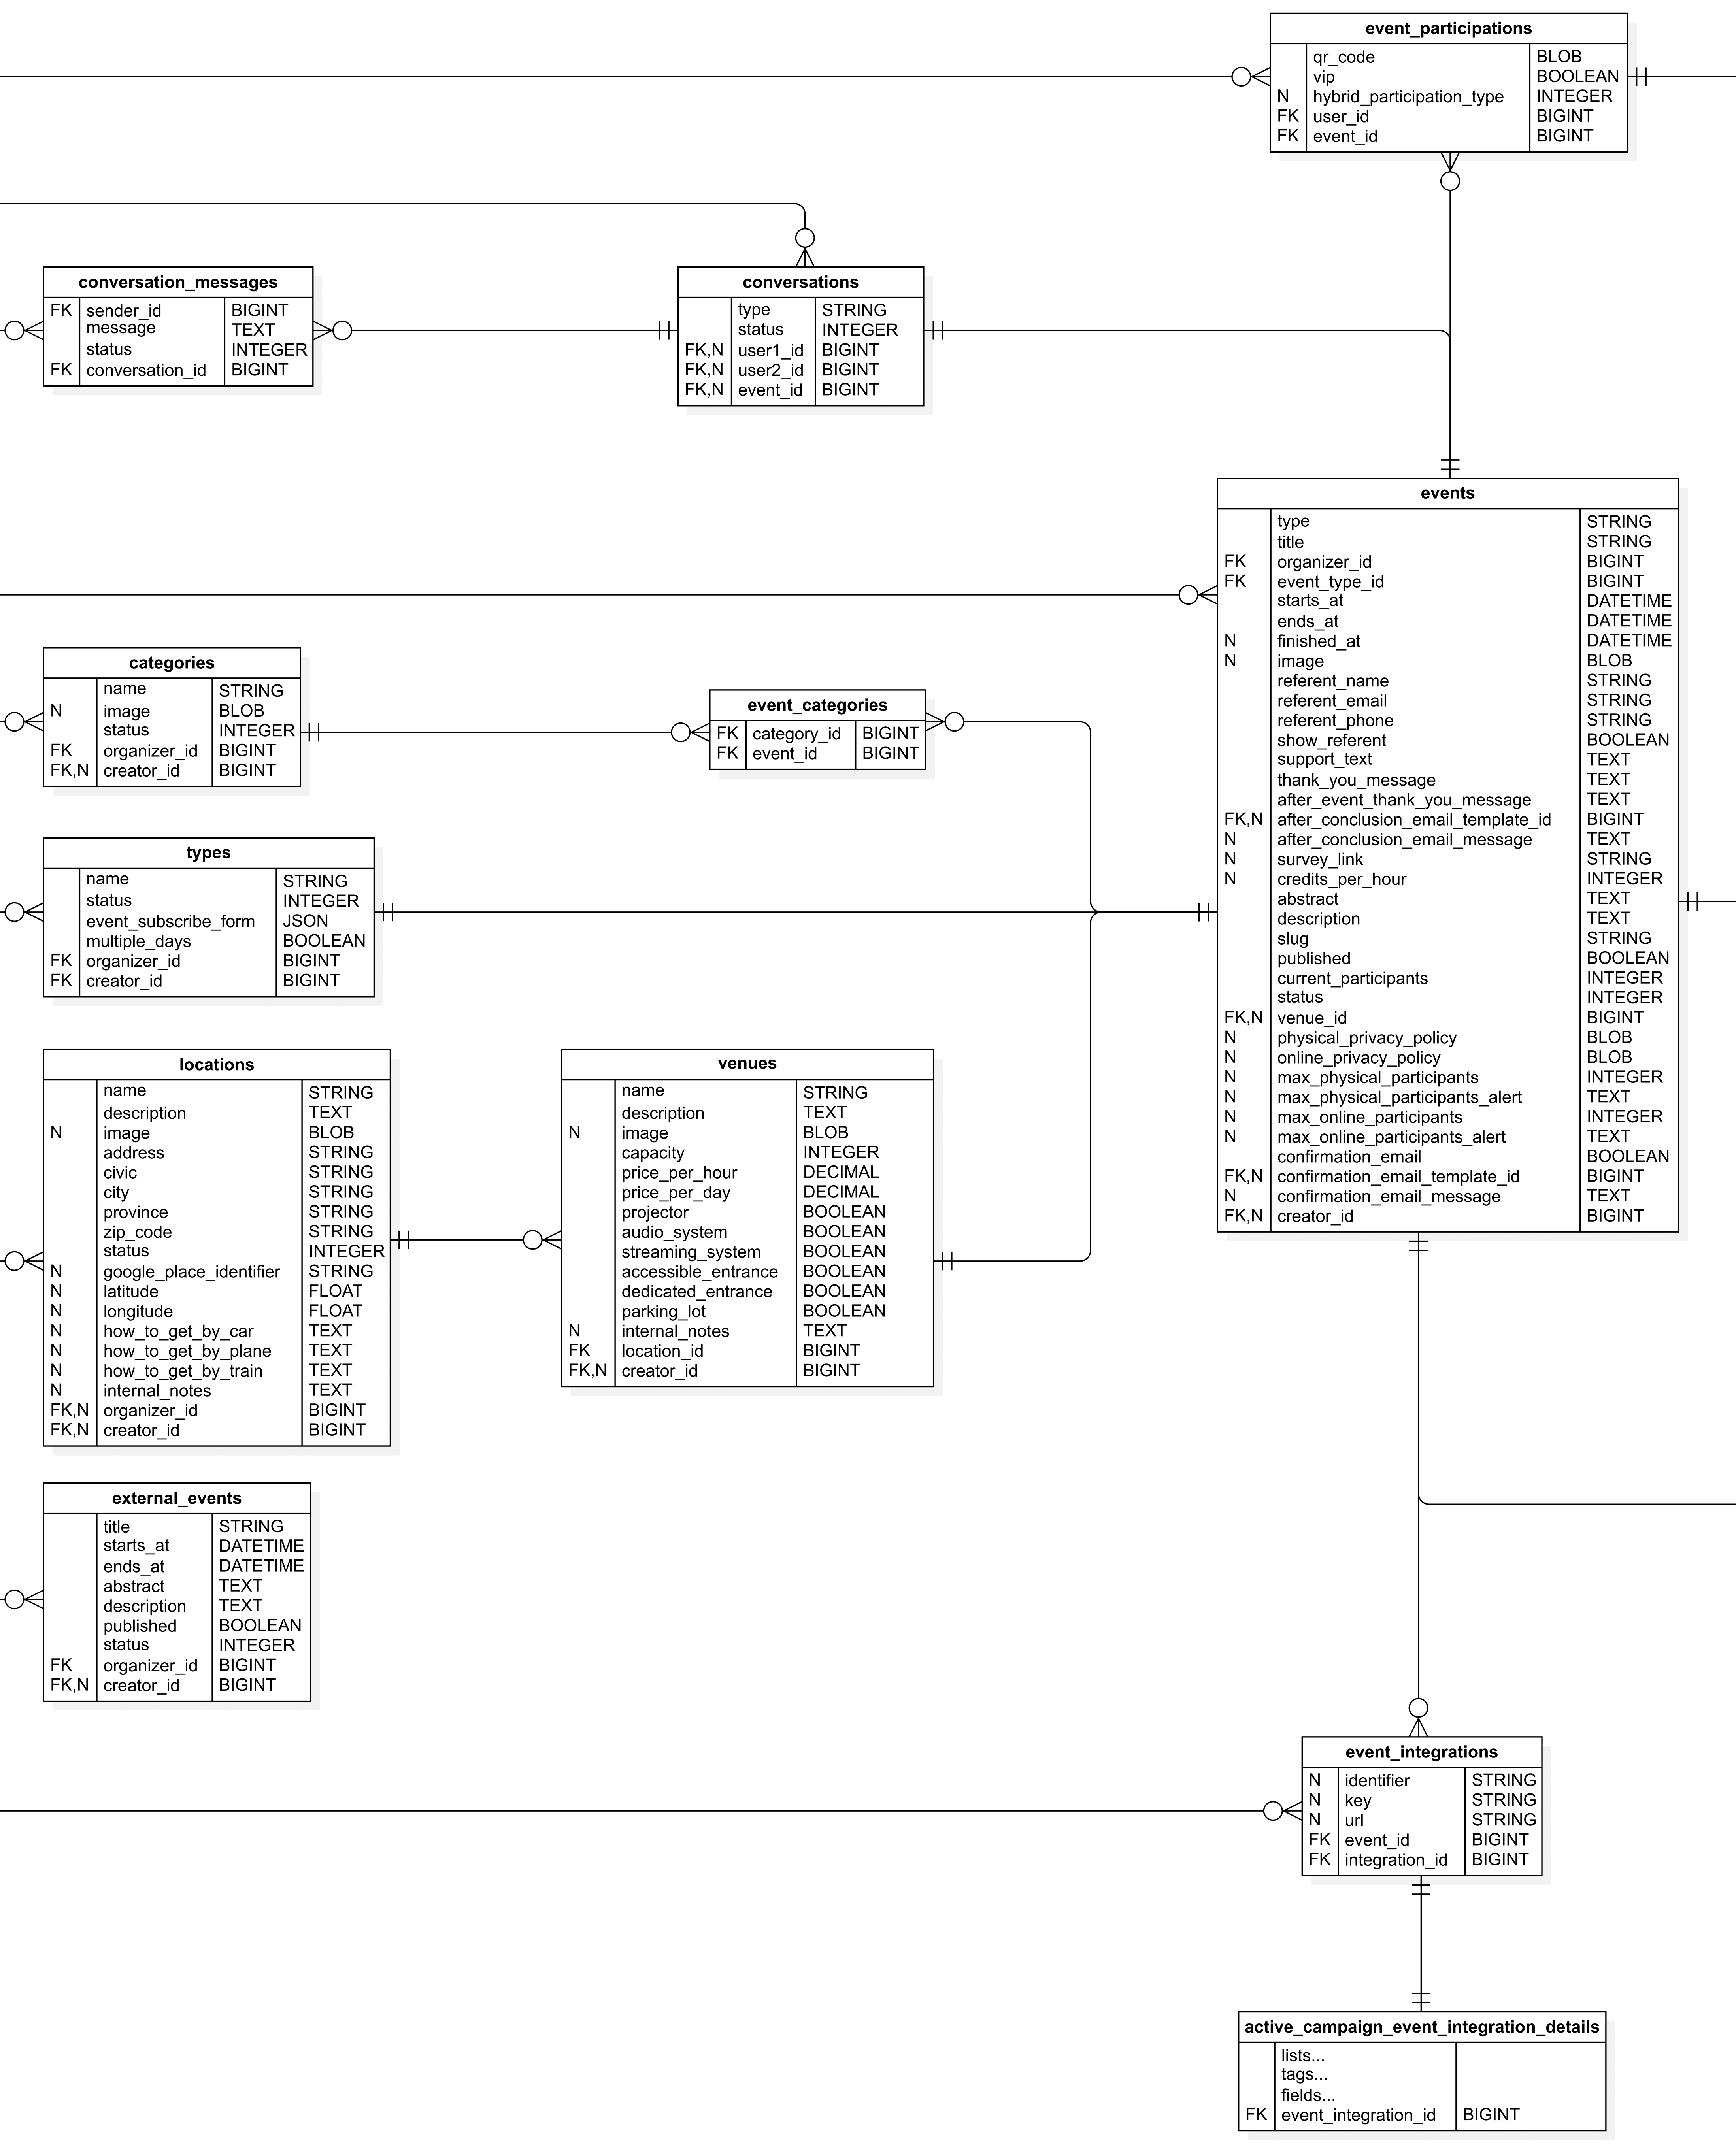 event_participations
qr_code BLOB
vip BOOLEAN
N hybrid_participation_type INTEGER
FK user_id BIGINT
FK event_id BIGINT
conversation_messages
FK sender_id BIGINT
message TEXT
status INTEGER
FK conversation_id BIGINT
conversations
type STRING
status INTEGER
FK,N user1_id BIGINT
FK,N user2_id BIGINT
FK,N event_id BIGINT
events
type STRING
title STRING
FK organizer_id BIGINT
FK event_type_id BIGINT
starts_at DATETIME
ends_at DATETIME
N finished_at DATETIME
N image BLOB
referent_name STRING
referent_email STRING
referent_phone STRING
show_referent BOOLEAN
support_text TEXT
thank_you_message TEXT
after_event_thank_you_message TEXT
FK,N after_conclusion_email_template_id BIGINT
N after_conclusion_email_message TEXT
N survey_link STRING
N credits_per_hour INTEGER
abstract TEXT
description TEXT
slug STRING
published BOOLEAN
current_participants INTEGER
status INTEGER
FK,N venue_id BIGINT
N physical_privacy_policy BLOB
N online_privacy_policy BLOB
N max_physical_participants INTEGER
N max_physical_participants_alert TEXT
N max_online_participants INTEGER
N max_online_participants_alert TEXT
confirmation_email BOOLEAN
FK,N confirmation_email_template_id BIGINT
N confirmation_email_message TEXT
FK,N creator_id BIGINT
categories
name STRING
N image BLOB
status INTEGER
FK organizer_id BIGINT
FK,N creator_id BIGINT
event_categories
FK category_id BIGINT
FK event_id BIGINT
types
name STRING
status INTEGER
event_subscribe_form JSON
multiple_days BOOLEAN
FK organizer_id BIGINT
FK creator_id BIGINT
locations
name STRING
description TEXT
N image BLOB
address STRING
civic STRING
city STRING
province STRING
zip_code STRING
status INTEGER
N google_place_identifier STRING
N latitude FLOAT
N longitude FLOAT
N how_to_get_by_car TEXT
N how_to_get_by_plane TEXT
N how_to_get_by_train TEXT
N internal_notes TEXT
FK,N organizer_id BIGINT
FK,N creator_id BIGINT
venues
name STRING
description TEXT
N image BLOB
capacity INTEGER
price_per_hour DECIMAL
price_per_day DECIMAL
projector BOOLEAN
audio_system BOOLEAN
streaming_system BOOLEAN
accessible_entrance BOOLEAN
dedicated_entrance BOOLEAN
parking_lot BOOLEAN
N internal_notes TEXT
FK location_id BIGINT
FK,N creator_id BIGINT
external_events
title STRING
starts_at DATETIME
ends_at DATETIME
abstract TEXT
description TEXT
published BOOLEAN
status INTEGER
FK organizer_id BIGINT
FK,N creator_id BIGINT
event_integrations
N identifier STRING
N key STRING
N url STRING
FK event_id BIGINT
FK integration_id BIGINT
active_campaign_event_integration_details
lists...
tags...
fields...
FK event_integration_id BIGINT